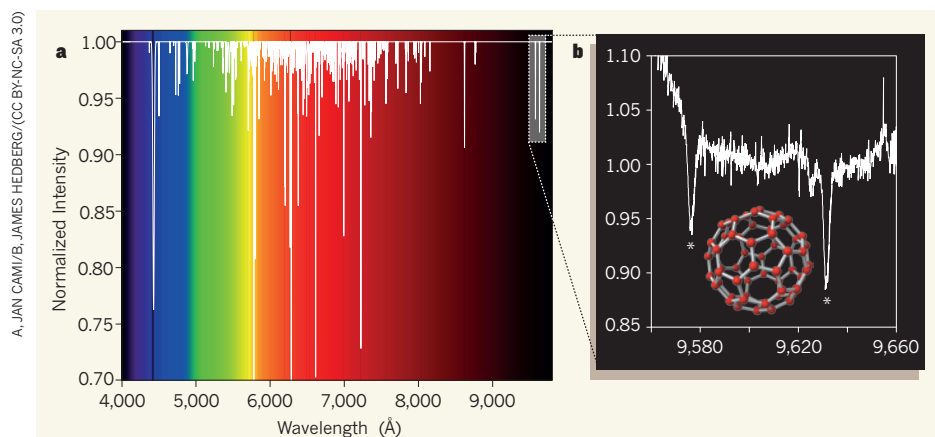 A, JAN CAMI/B, JAMES HEDBERG/(CC BY-NC-SA 3.0)
a
Normalized Intensity
1.00
0.95
0.90
0.85
0.80
0.75
0.70
4,000 5,000 6,000 7,000 8,000 9,000
Wavelength (Å)
b
1.10
1.05
1.00
0.95
0.90
0.85
*
*
9,580 9,620 9,660